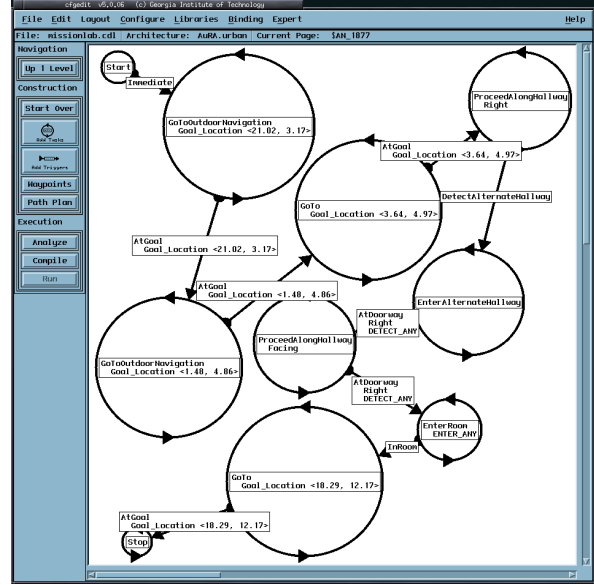 cfgedit v5.0.06 (c) Georgia Institute of Technology
File Edit Layout Configure Libraries Binding Expert Help
File: missionlab.cdl Architecture: AuRA.urban Current Page: $AN_1877
Navigation
Up 1 Level
Construction
Start Over
Add Tasks
Add Triggers
Waypoints
Path Plan
Execution
Analyze
Compile
Run
Start
Immediate
GoToOutdoorNavigation
Goal_Location <21.02, 3.17>
ProceedAlongHallway
Right
AtGoal
Goal_Location <3.64, 4.97>
DetectAlternateHallway
GoTo
Goal_Location <3.64, 4.97>
AtGoal
Goal_Location <21.02, 3.17>
AtGoal
Goal_Location <1.48, 4.86>
EnterAlternateHallway
AtDoorway
Right
DETECT_ANY
ProceedAlongHallway
Facing
GoToOutdoorNavigation
Goal_Location <1.48, 4.86>
AtDoorway
Right
DETECT_ANY
EnterRoom
ENTER_ANY
InRoom
GoTo
Goal_Location <18.29, 12.17>
AtGoal
Goal_Location <18.29, 12.17>
Stop